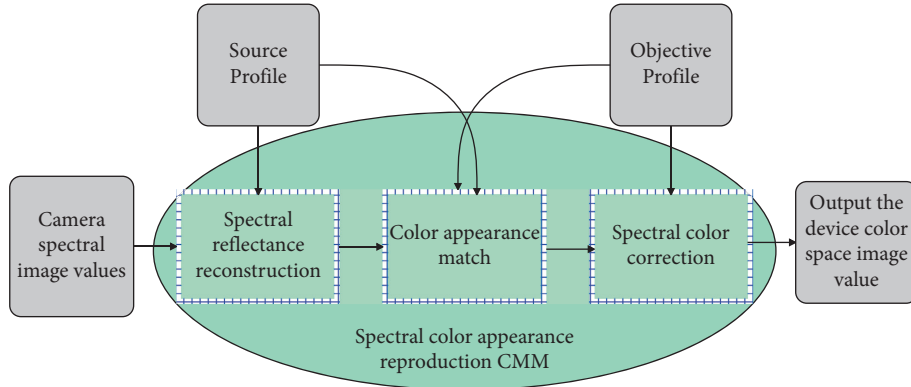 Source
Profile
Objective
Profile
Camera
spectral
image values
Spectral
reflectance
reconstruction
Color appearance
match
Spectral color
correction
Output the
device color
space image
value
Spectral color appearance
reproduction CMM